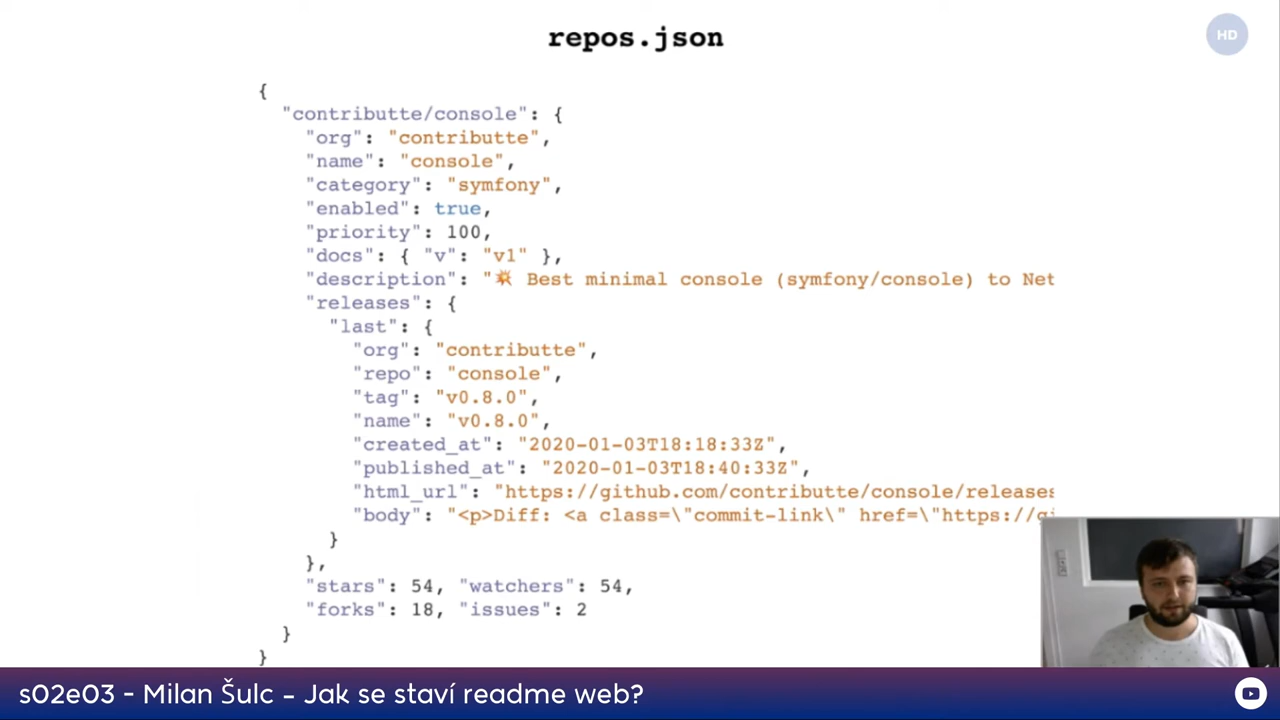 repos.json
HD
{
"contributte/console": {
"org": "contributte",
"name": "console",
"category": "symfony",
"enabled": true,
"priority": 100,
"docs": { "v": "v1" },
"description": "💥 Best minimal console (symfony/console) to Net
"releases": {
"last": {
"org": "contributte",
"repo": "console",
"tag": "v0.8.0",
"name": "v0.8.0",
"created_at": "2020-01-03T18:18:33Z",
"published_at": "2020-01-03T18:40:33Z",
"html_url": "https://github.com/contributte/console/releases
"body": "<p>Diff: <a class=\"commit-link\" href=\"https://gi
}
},
"stars": 54, "watchers": 54,
"forks": 18, "issues": 2
}
}
s02e03 - Milan Šulc - Jak se staví readme web?